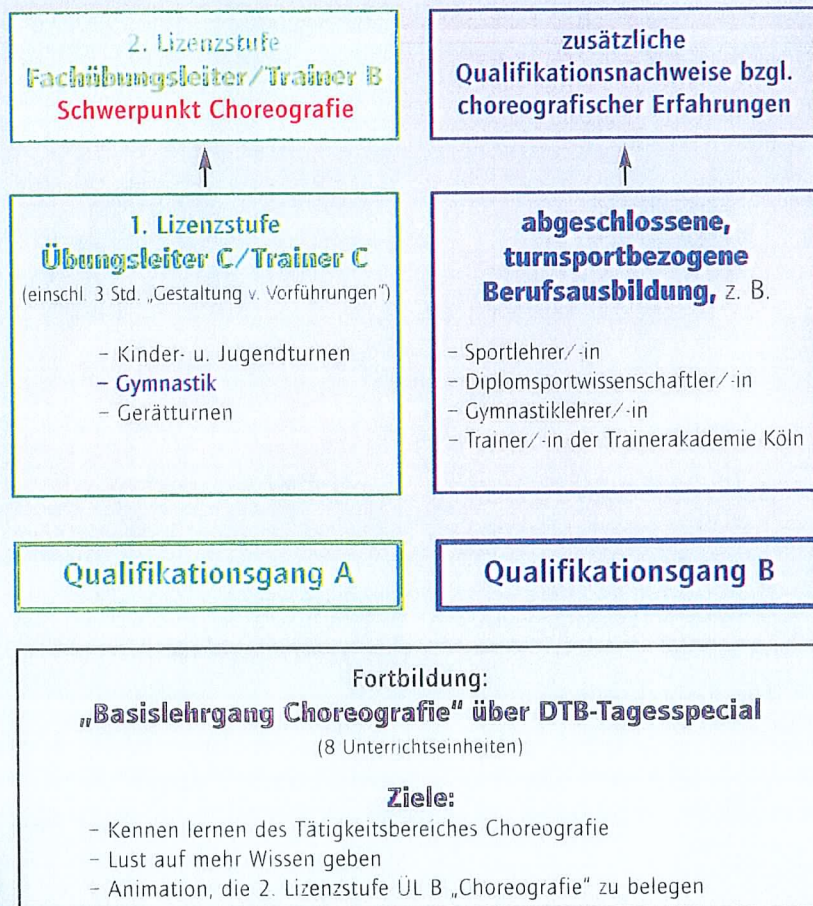 2. Lizenzstufe
Fachübungsleiter/Trainer B
Schwerpunkt Choreografie
zusätzliche
Qualifikationsnachweise bzgl.
choreografischer Erfahrungen
1. Lizenzstufe
Übungsleiter C/Trainer C
(einschl. 3 Std. „Gestaltung v. Vorführungen")
– Kinder- u. Jugendturnen
– Gymnastik
– Gerätturnen
abgeschlossene,
turnsportbezogene
Berufsausbildung, z. B.
– Sportlehrer/-in
– Diplomsportwissenschaftler/-in
– Gymnastiklehrer/-in
– Trainer/-in der Trainerakademie Köln
Qualifikationsgang A
Qualifikationsgang B
Fortbildung:
„Basislehrgang Choreografie" über DTB-Tagesspecial
(8 Unterrichtseinheiten)
Ziele:
– Kennen lernen des Tätigkeitsbereiches Choreografie
– Lust auf mehr Wissen geben
– Animation, die 2. Lizenzstufe ÜL B „Choreografie" zu belegen